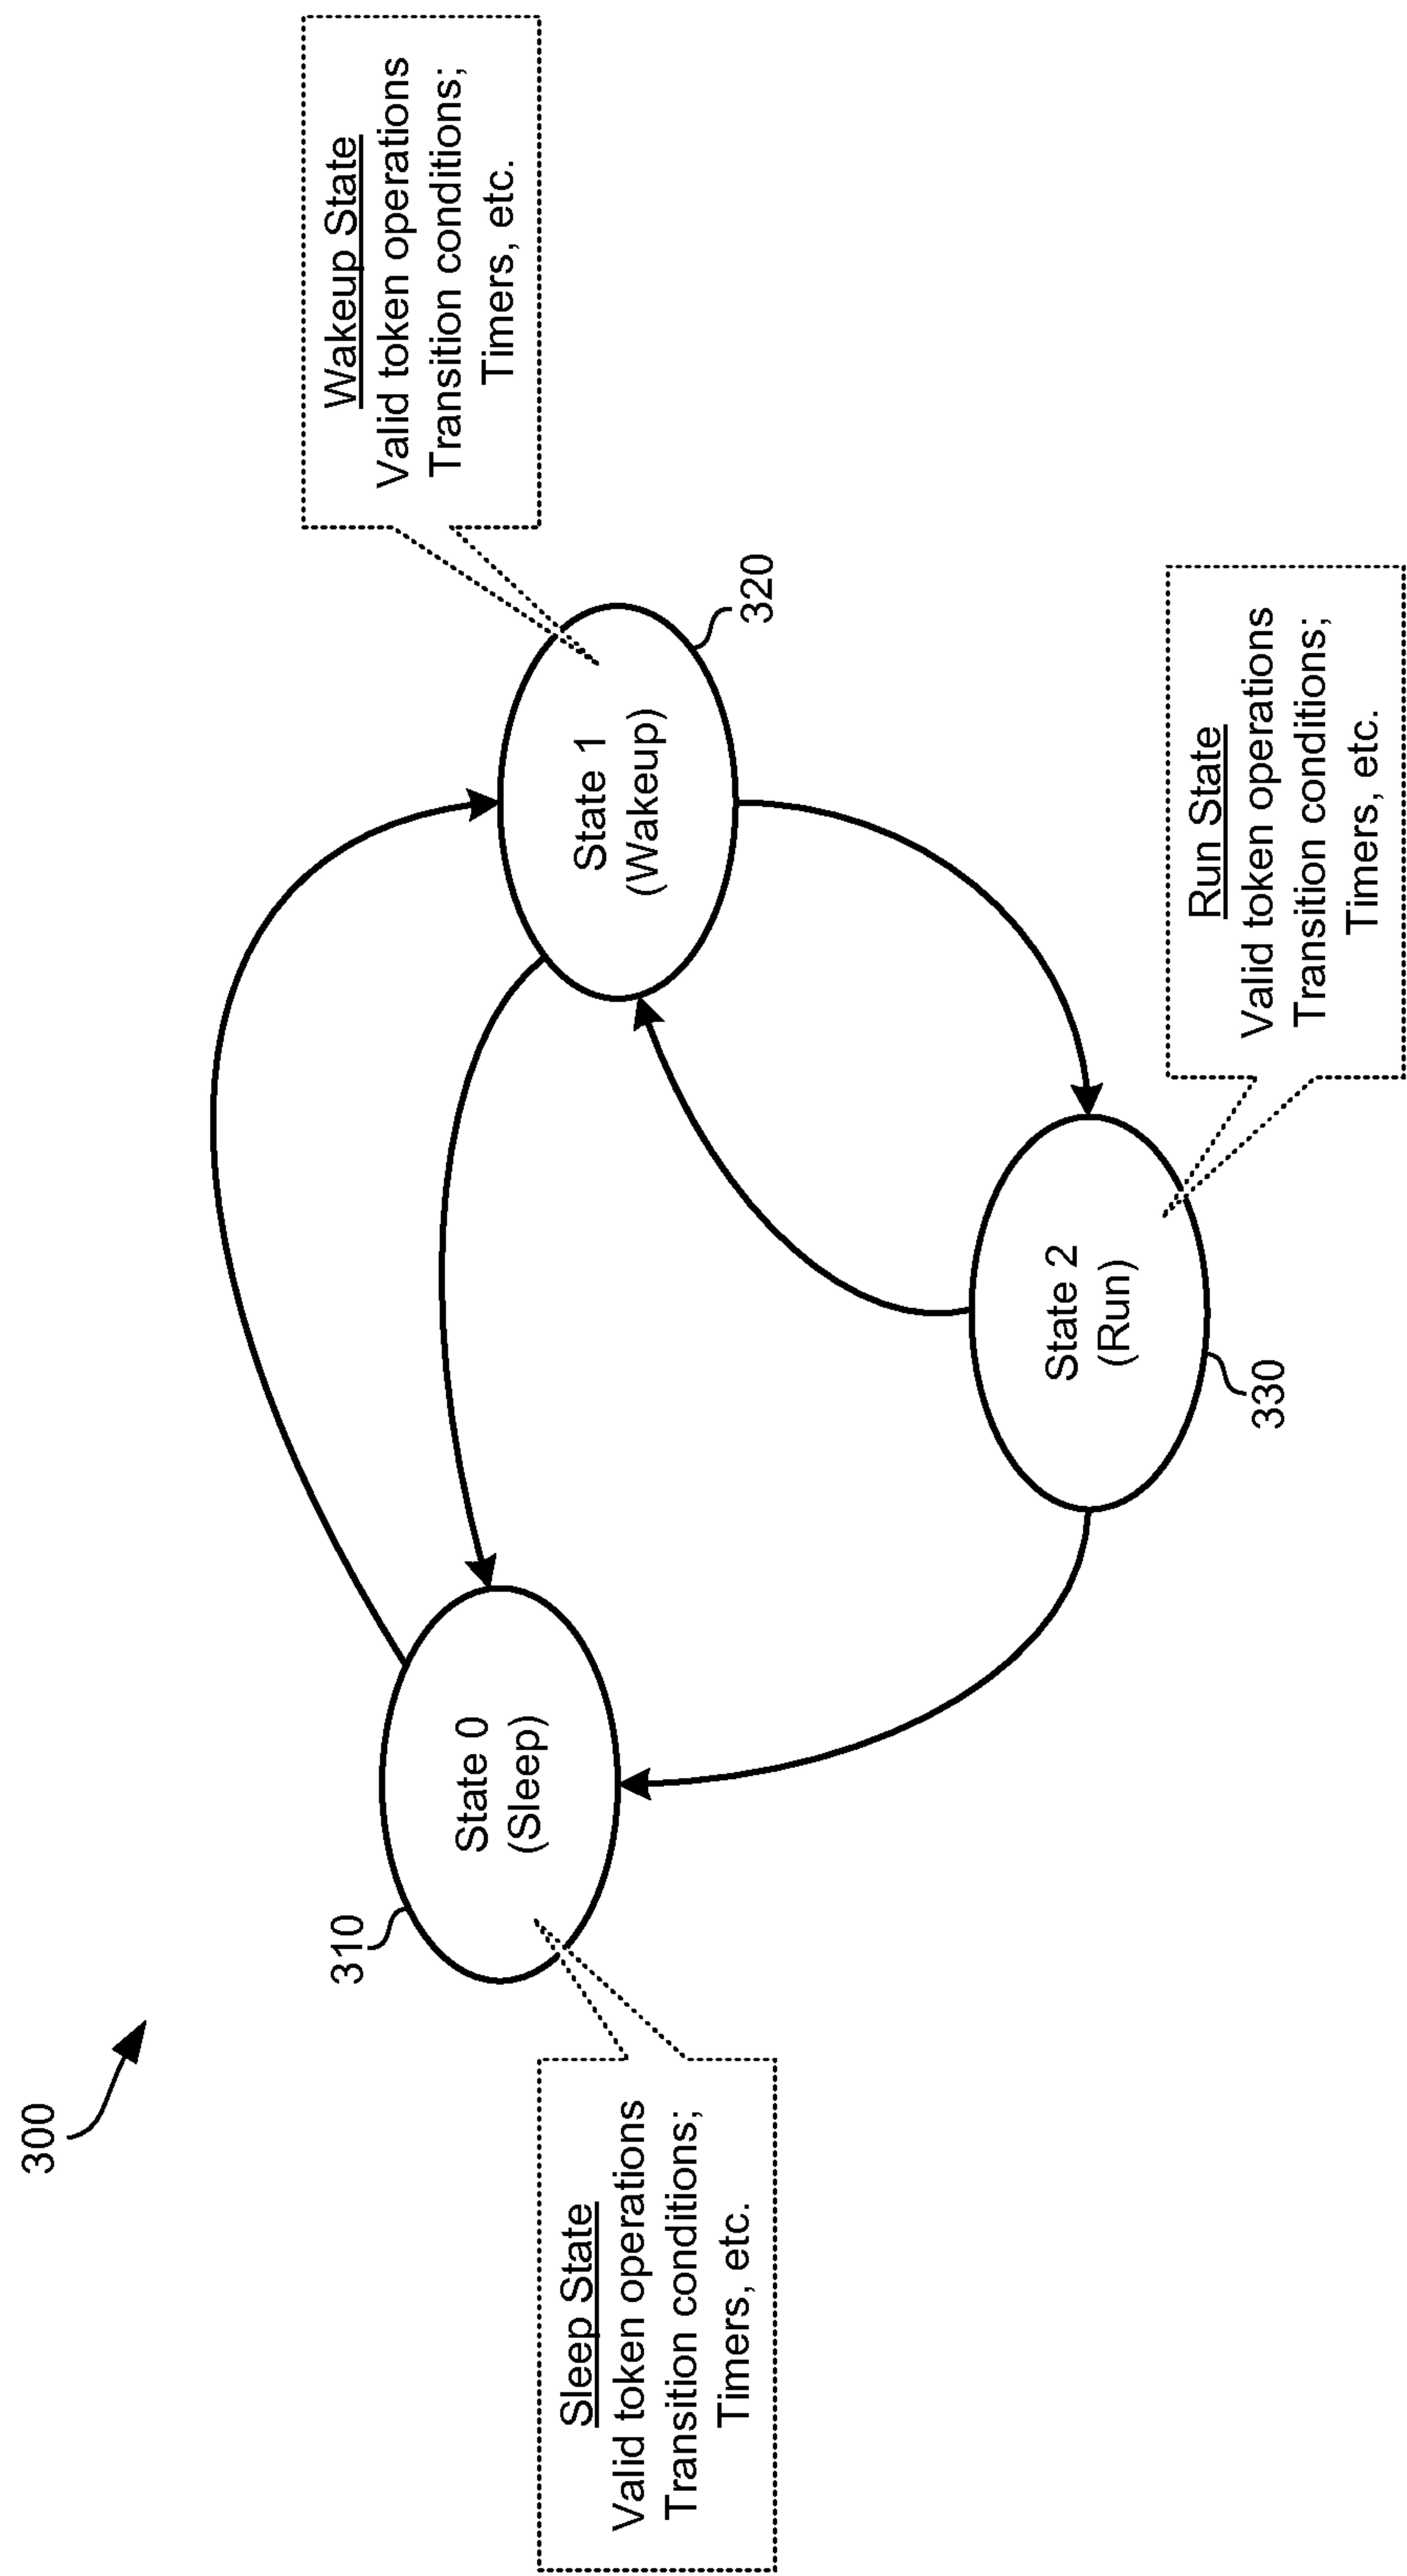 300
310
State 0
(Sleep)
Sleep State
Valid token operations
Transition conditions;
Timers, etc.
State 1
(Wakeup)
320
Wakeup State
Valid token operations
Transition conditions;
Timers, etc.
State 2
(Run)
330
Run State
Valid token operations
Transition conditions;
Timers, etc.